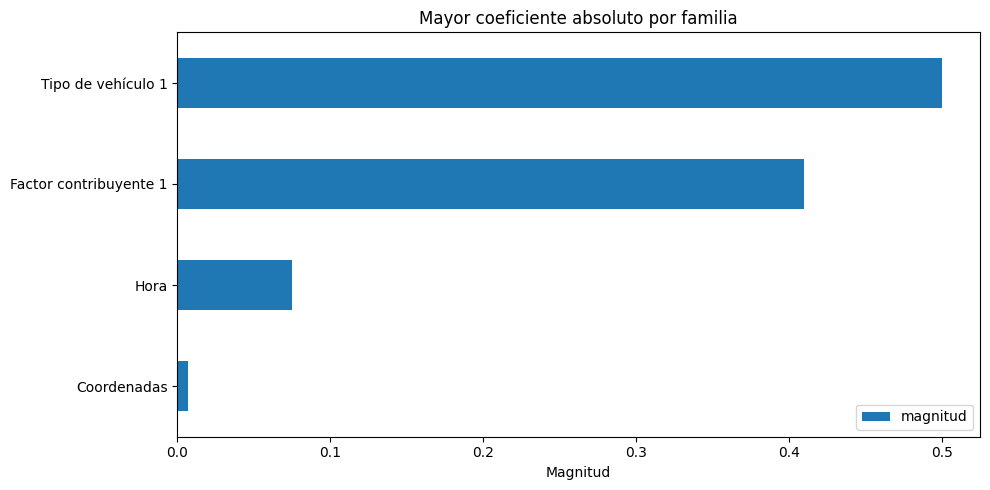 Mayor coeficiente absoluto por familia
Tipo de vehículo 1
Factor contribuyente 1
Hora
Coordenadas
magnitud
0.0 0.1 0.2 0.3 0.4 0.5
Magnitud